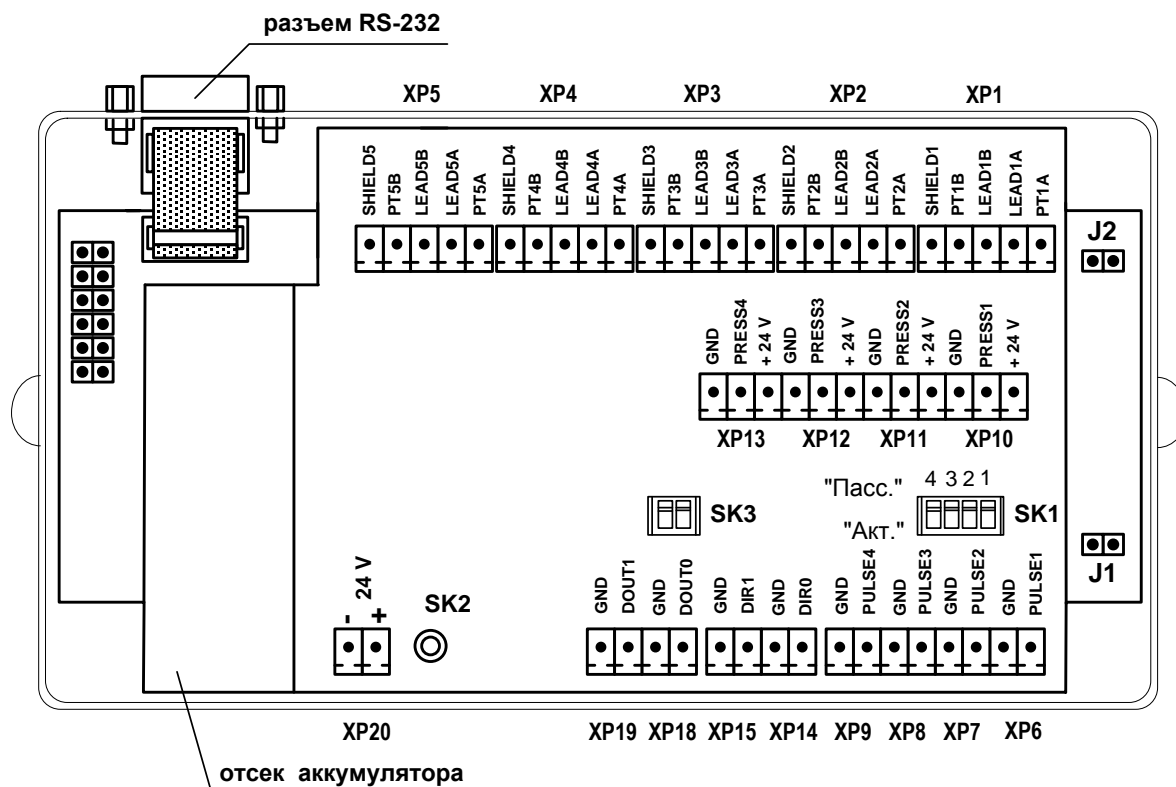 разъем RS-232
XP5 XP4 XP3 XP2 XP1
SHIELD5 PT5B LEAD5B LEAD5A PT5A SHIELD4 PT4B LEAD4B LEAD4A PT4A SHIELD3 PT3B LEAD3B LEAD3A PT3A SHIELD2 PT2B LEAD2B LEAD2A PT2A SHIELD1 PT1B LEAD1B LEAD1A PT1A
J2
GND PRESS4 + 24 V GND PRESS3 + 24 V GND PRESS2 + 24 V GND PRESS1 + 24 V
XP13 XP12 XP11 XP10
"Пасс." 4 3 2 1
SK3 SK1
"Акт."
J1
- + 24 V
SK2
GND DOUT1 GND DOUT0 GND DIR1 GND DIR0 GND PULSE4 GND PULSE3 GND PULSE2 GND PULSE1
XP20 XP19 XP18 XP15 XP14 XP9 XP8 XP7 XP6
отсек аккумулятора